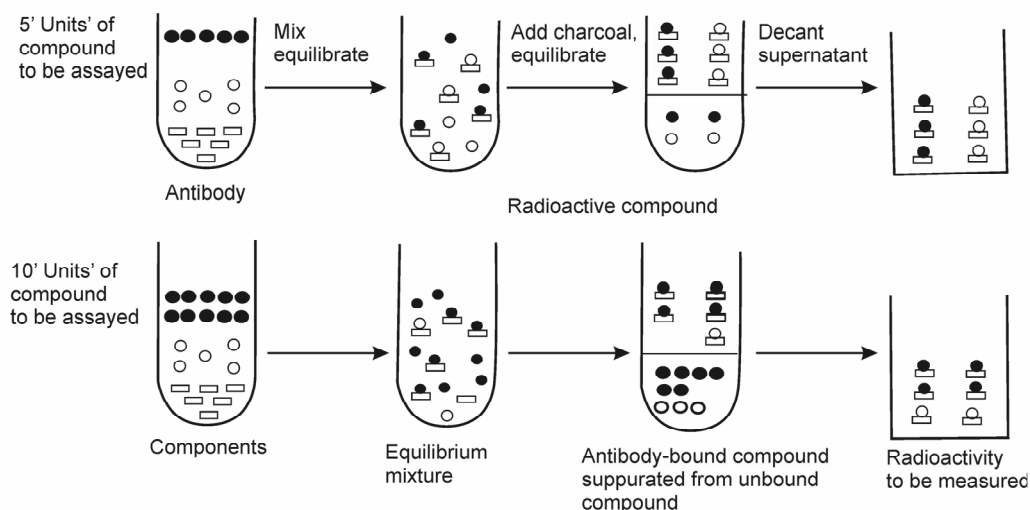 5' Units' of
compound
to be assayed
Mix
equilibrate
Add charcoal,
equilibrate
Decant
supernatant
Antibody
Radioactive compound
10' Units' of
compound
to be assayed
Components
Equilibrium
mixture
Antibody-bound compound
suppurated from unbound
compound
Radioactivity
to be measured